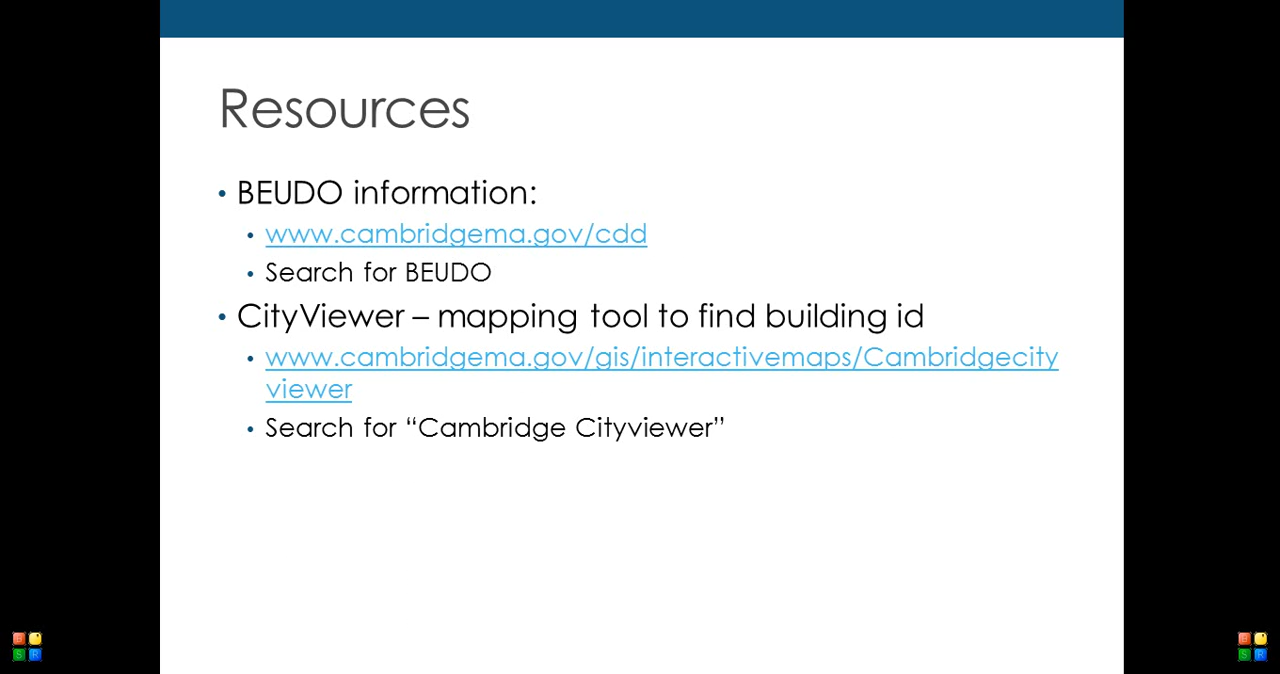 Resources
• BEUDO information:
• www.cambridgema.gov/cdd
• Search for BEUDO
• CityViewer – mapping tool to find building id
• www.cambridgema.gov/gis/interactivemaps/Cambridgecity
viewer
• Search for “Cambridge Cityviewer”
B
S R
B
S R